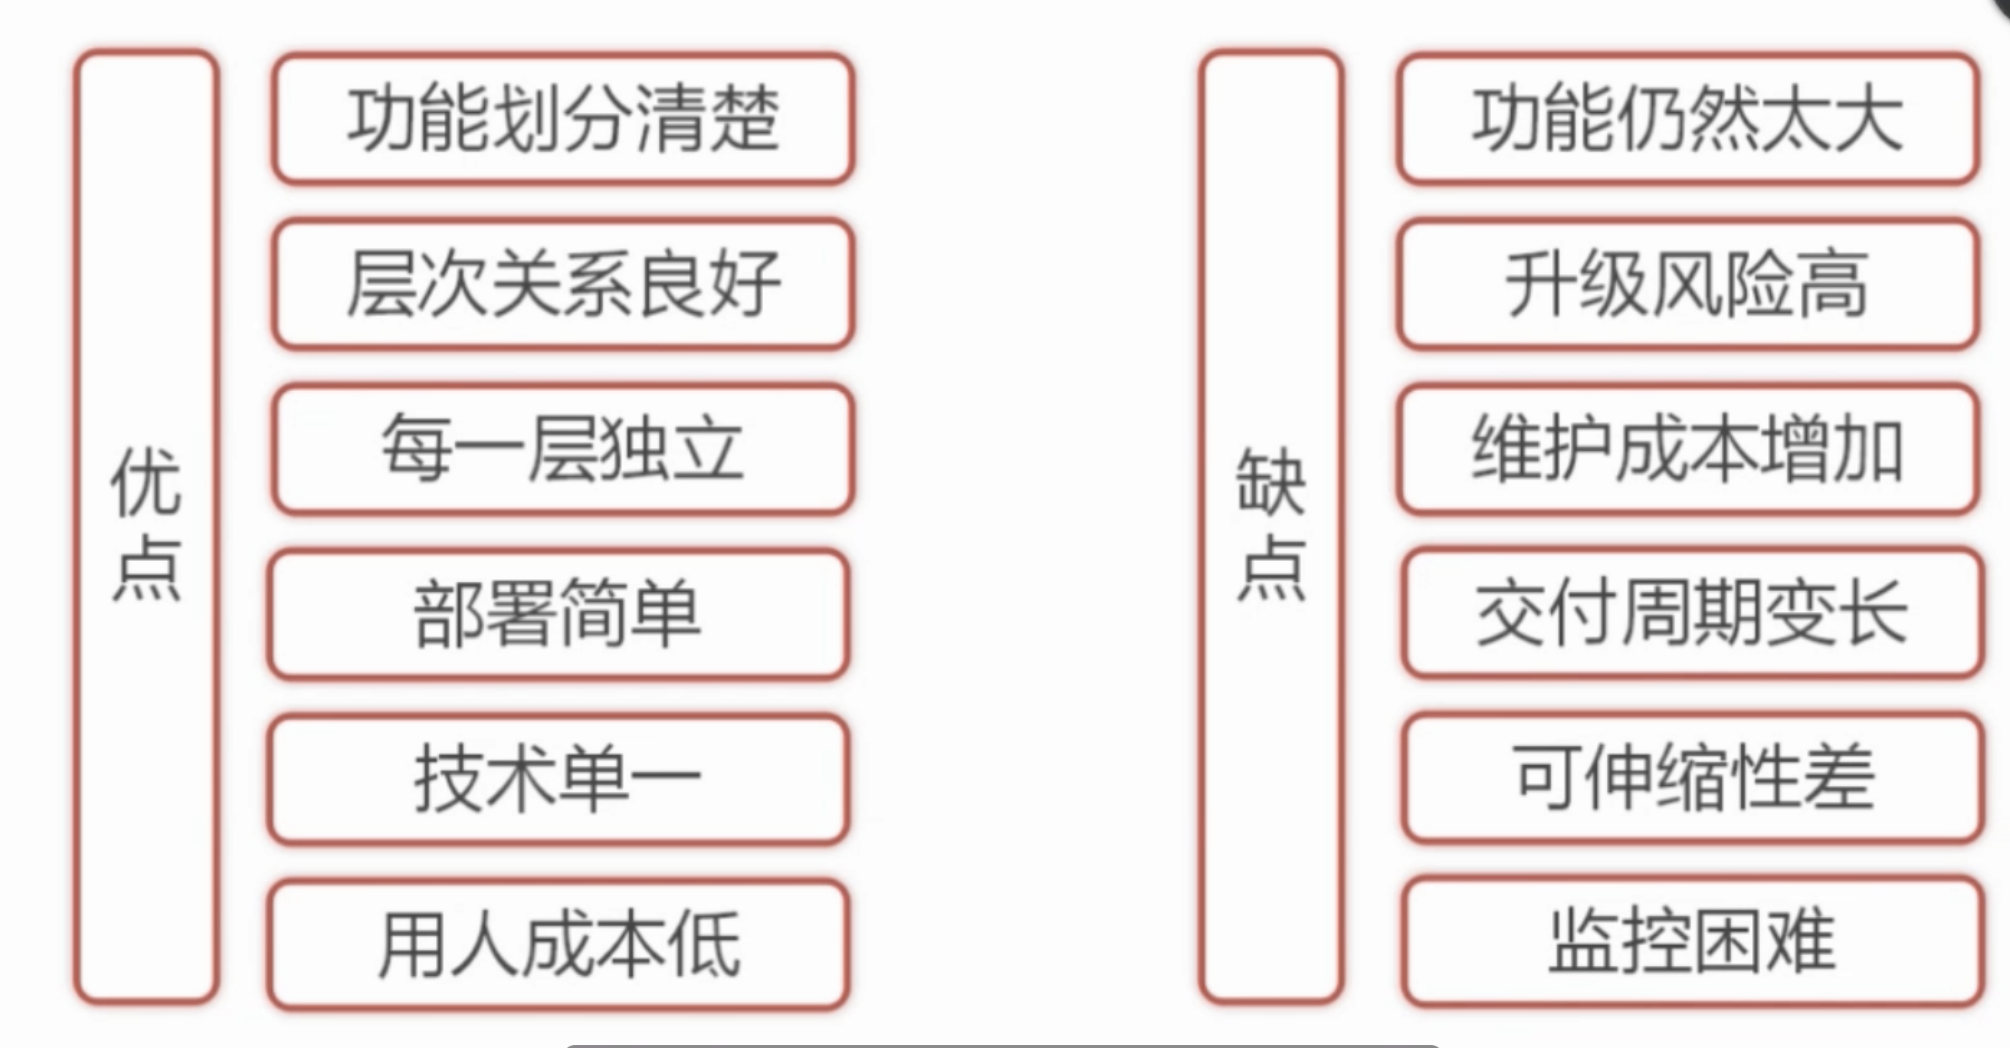 优点
功能划分清楚
层次关系良好
每一层独立
部署简单
技术单一
用人成本低
缺点
功能仍然太大
升级风险高
维护成本增加
交付周期变长
可伸缩性差
监控困难